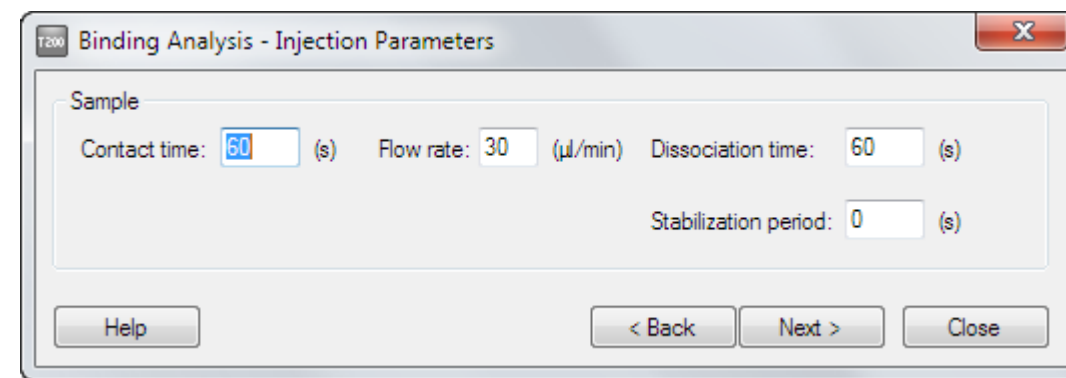 T200 Binding Analysis - Injection Parameters
Sample
Contact time: 60 (s) Flow rate: 30 (µl/min) Dissociation time: 60 (s)
Stabilization period: 0 (s)
Help < Back Next > Close